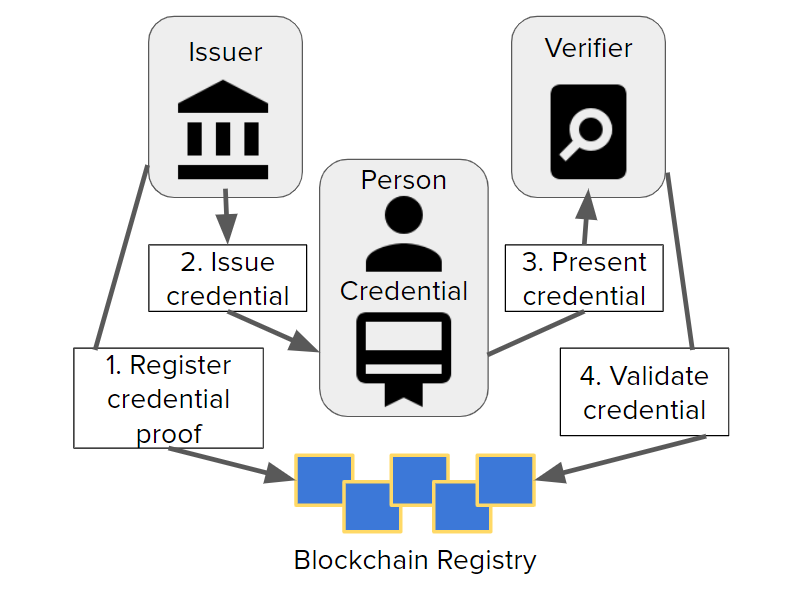 Issuer
Verifier
Person
Credential
2. Issue
credential
3. Present
credential
1. Register
credential
proof
4. Validate
credential
Blockchain Registry